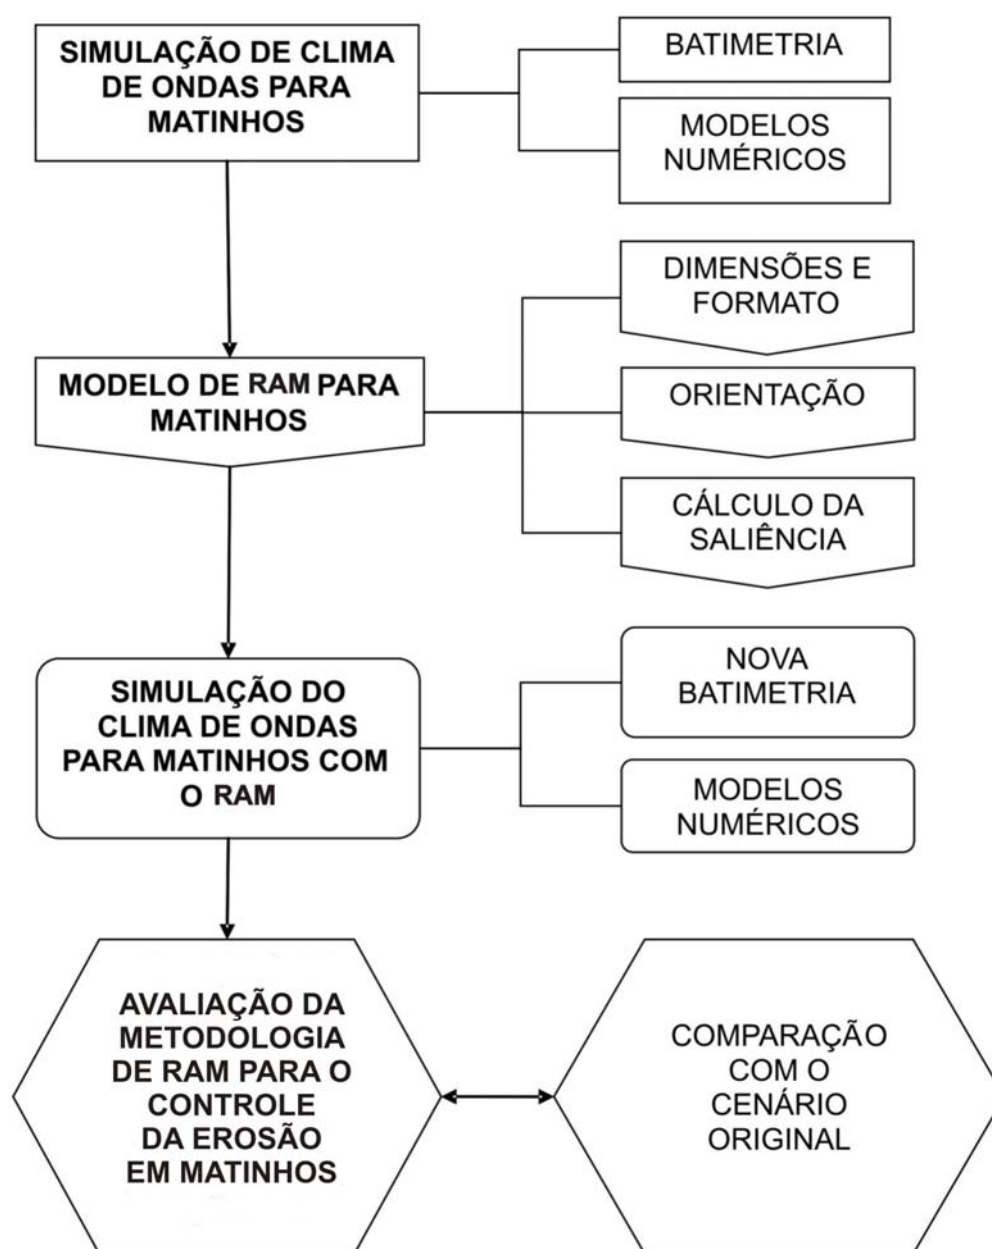 SIMULAÇÃO DE CLIMA
DE ONDAS PARA
MATINHOS
BATIMETRIA
MODELOS
NUMÉRICOS
DIMENSÕES E
FORMATO
MODELO DE RAM PARA
MATINHOS
ORIENTAÇÃO
CÁLCULO DA
SALIÊNCIA
SIMULAÇÃO DO
CLIMA DE ONDAS
PARA MATINHOS COM
O RAM
NOVA
BATIMETRIA
MODELOS
NUMÉRICOS
AVALIAÇÃO DA
METODOLOGIA
DE RAM PARA O
CONTROLE
DA EROSÃO
EM MATINHOS
COMPARAÇÃO
COM O
CENÁRIO
ORIGINAL